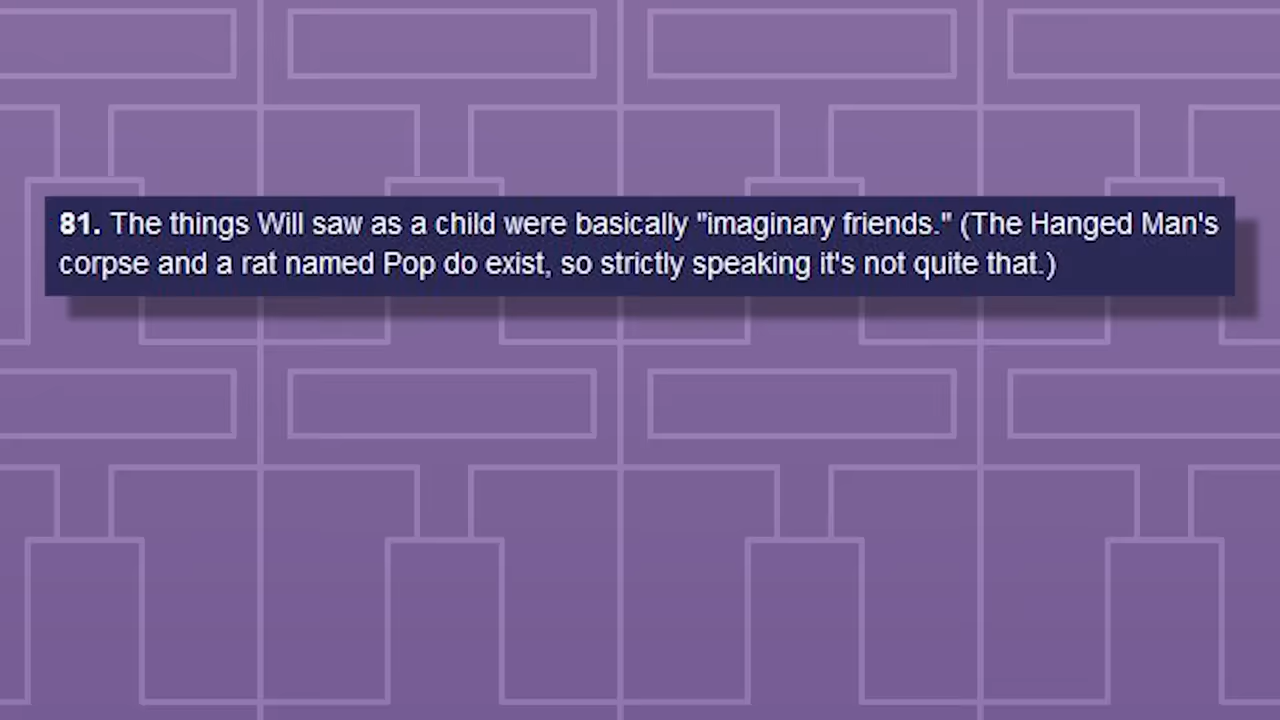 81. The things Will saw as a child were basically "imaginary friends." (The Hanged Man's
corpse and a rat named Pop do exist, so strictly speaking it's not quite that.)